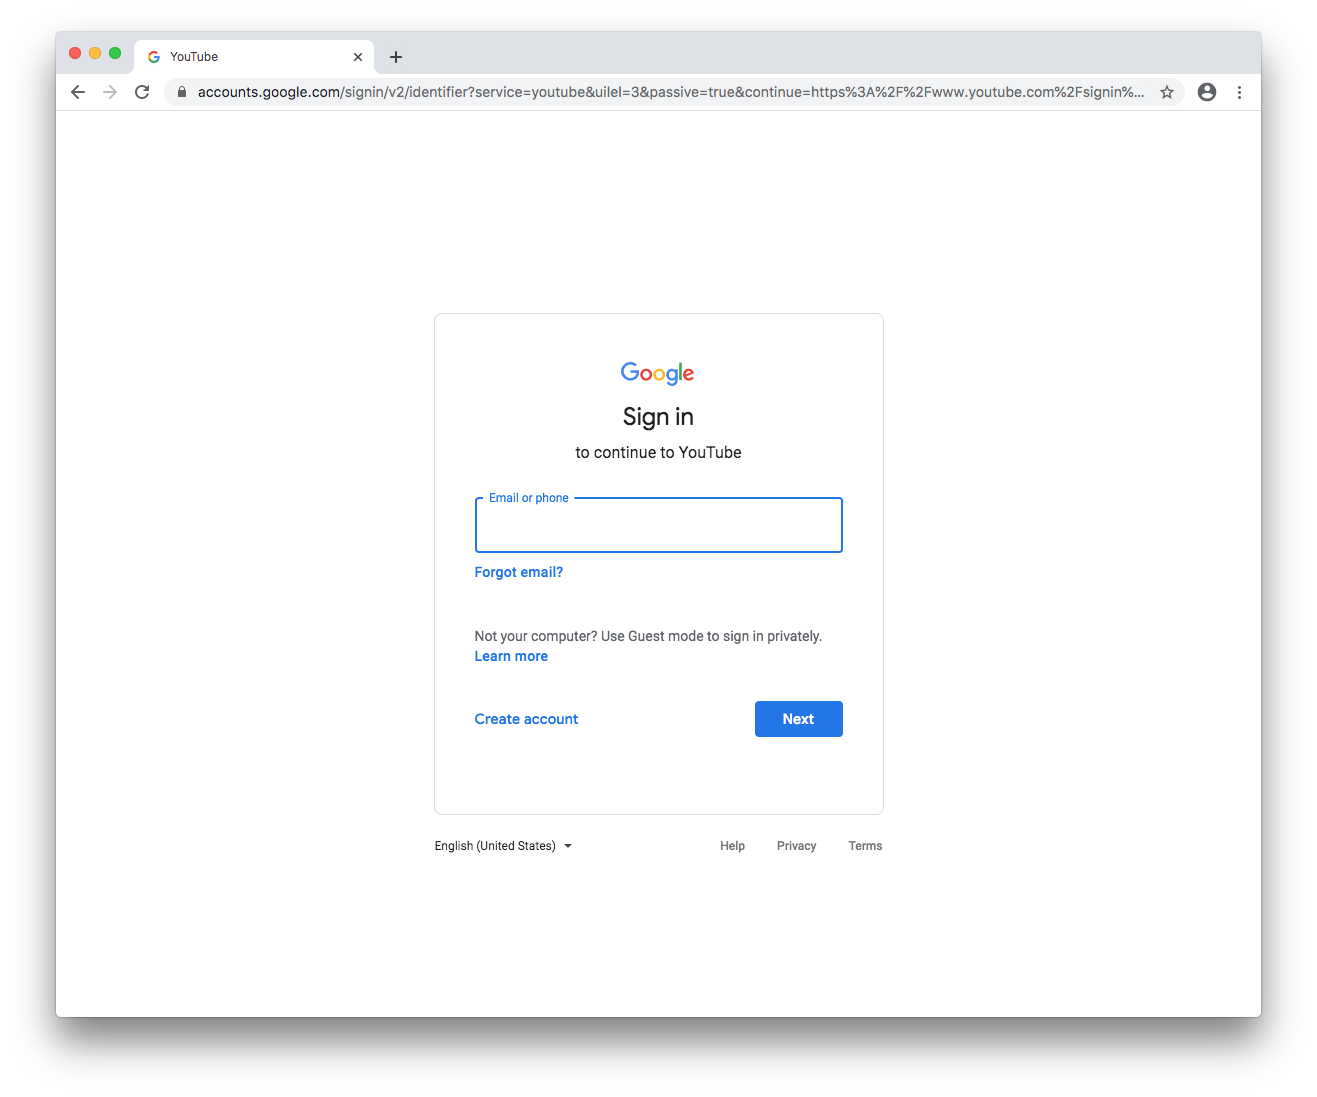 YouTube
accounts.google.com/signin/v2/identifier?service=youtube&uilel=3&passive=true&continue=https%3A%2F%2Fwww.youtube.com%2Fsignin%...
Google
Sign in
to continue to YouTube
Email or phone
Forgot email?
Not your computer? Use Guest mode to sign in privately.
Learn more
Create account Next
English (United States) Help Privacy Terms